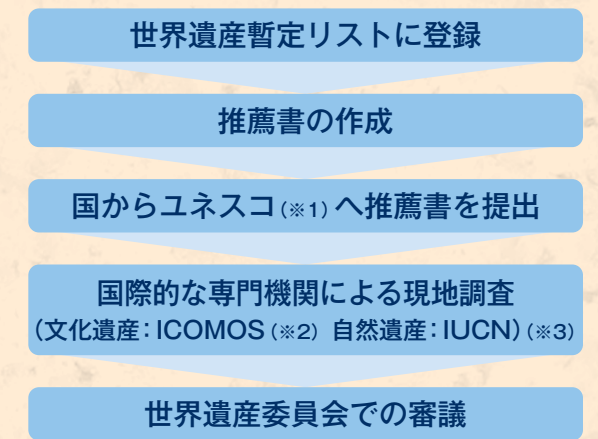 世界遺産暫定リストに登録
推薦書の作成
国からユネスコ(※1)へ推薦書を提出
国際的な専門機関による現地調査
(文化遺産：ICOMOS(※2) 自然遺産：IUCN)(※3)
世界遺産委員会での審議